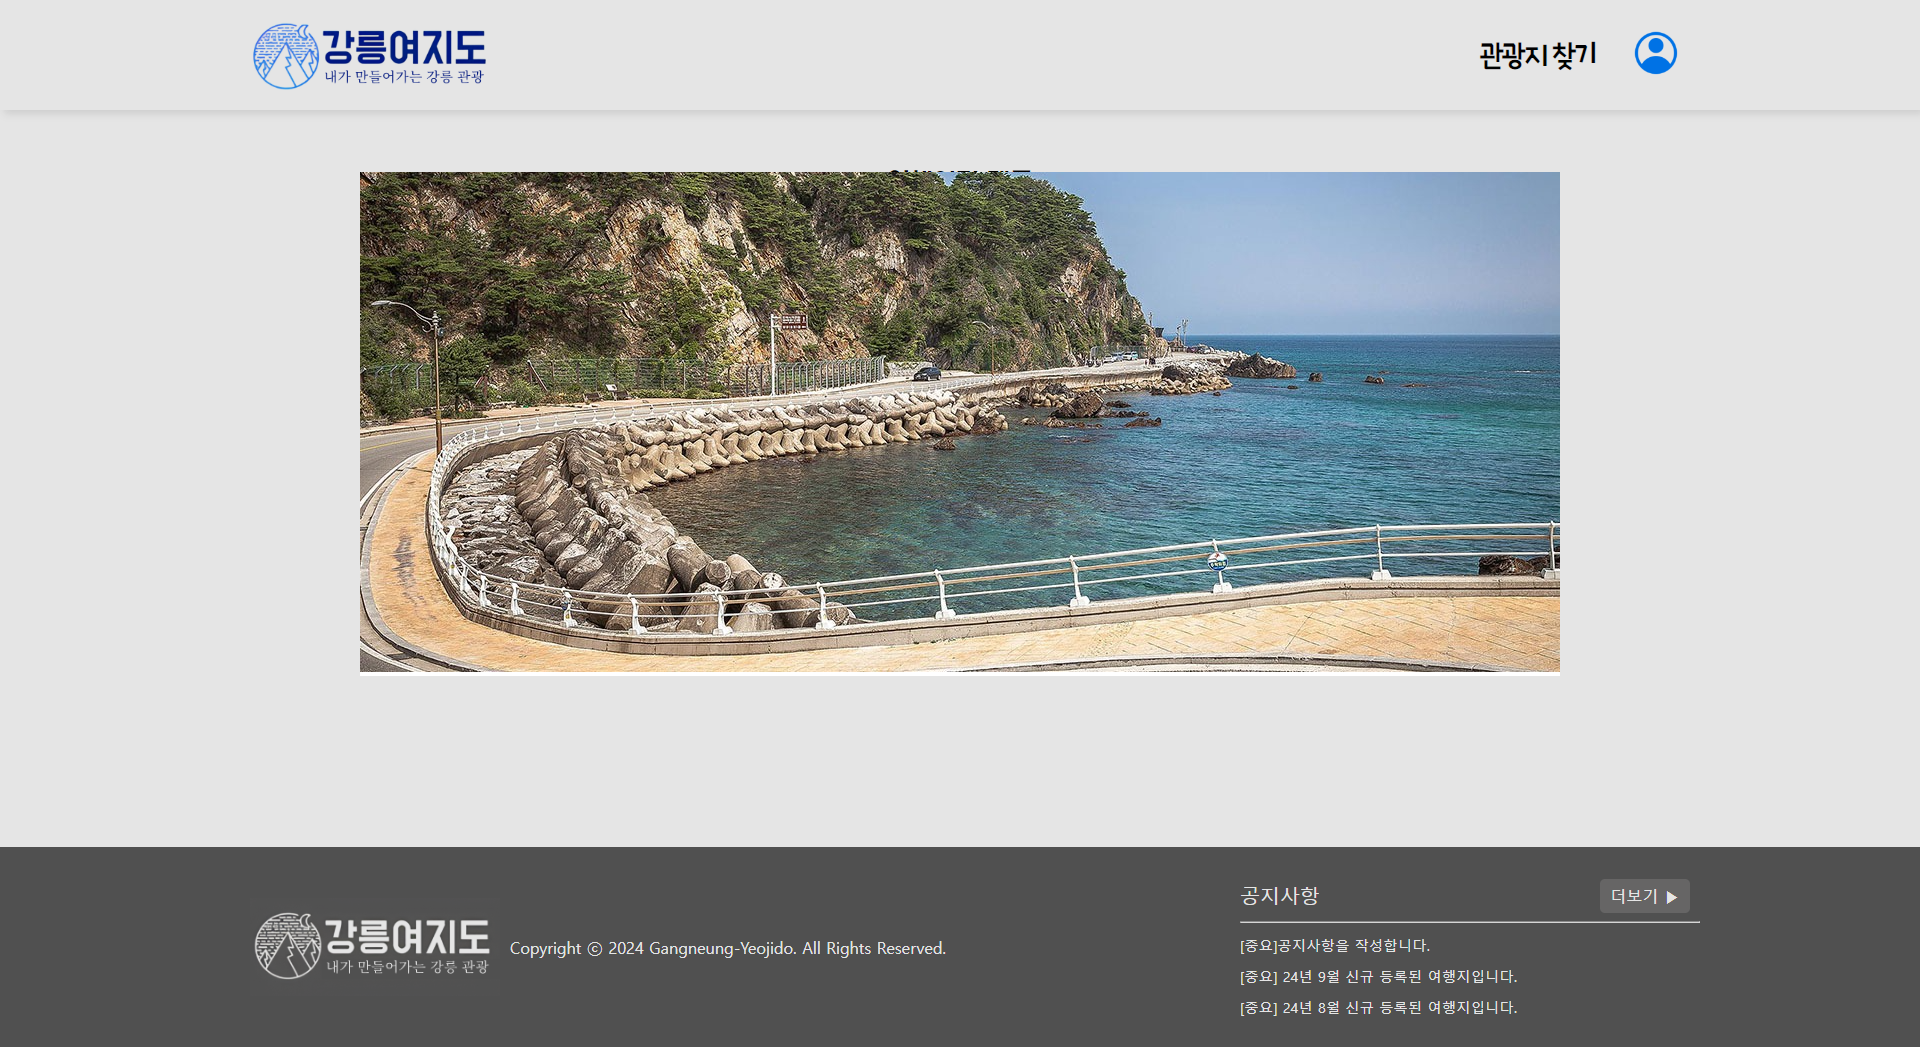 강릉여지도
내가 만들어가는 강릉 관광
관광지 찾기
강릉여지도
내가 만들어가는 강릉 관광
Copyright ⓒ 2024 Gangneung-Yeojido. All Rights Reserved.
공지사항
더보기 ▶
[중요]공지사항을 작성합니다.
[중요] 24년 9월 신규 등록된 여행지입니다.
[중요] 24년 8월 신규 등록된 여행지입니다.